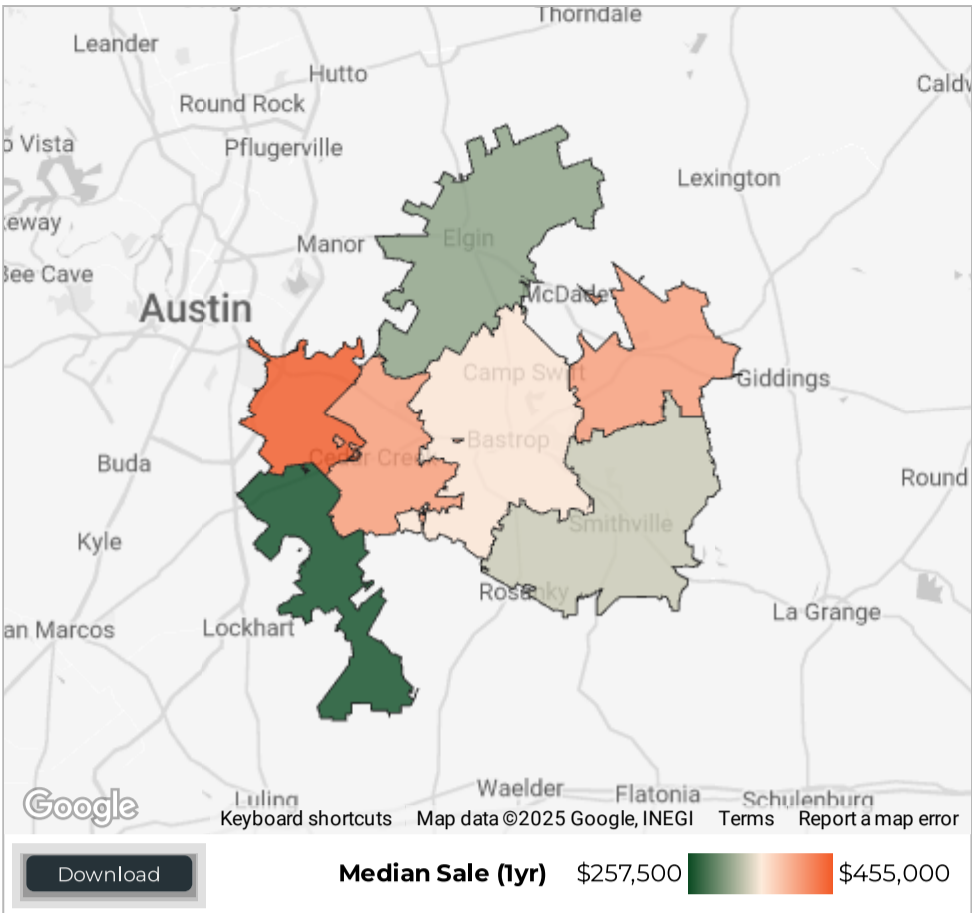 Thorndale
Leander
Hutto
Caldw
Round Rock
o Vista
Pflugerville
Lexington
keway
Manor
Elgin
Bee Cave
McDade
Austin
Camp Swift
Giddings
Bastrop
Buda
Cedar Creek
Round
Smithville
Kyle
Rosanky
La Grange
an Marcos
Lockhart
Waelder
Flatonia
Luling
Schulenburg
Google
Keyboard shortcuts Map data ©2025 Google, INEGI Terms Report a map error
Download Median Sale (1yr) $257,500 $455,000